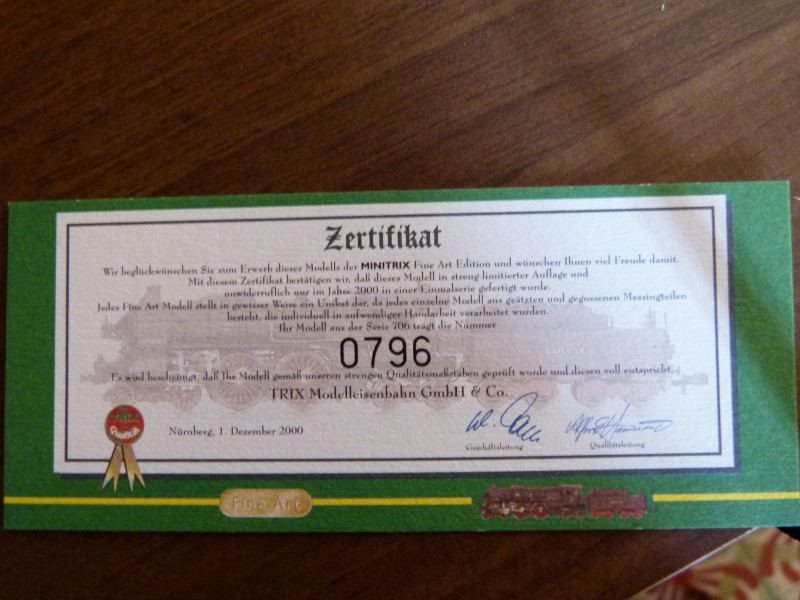 Zertifikat
Wir beglückwünschen Sie zum Erwerb dieses Modells der MINITRIX Fine Art Edition und wünschen Ihnen viel Freude damit.
Mit diesem Zertifikat bestätigen wir, daß dieses Modell in streng limitierter Auflage und
unwiderruflich nur im Jahre 2000 in einer Einmalserie gefertigt wurde.
Jedes Fine Art Modell stellt in gewisser Weise ein Unikat dar, da jedes einzelne Modell aus geätzten und gegossenen Messingteilen
besteht, die individuell in aufwendiger Handarbeit verarbeitet wurden.
Ihr Modell aus der Serie 706 trägt die Nummer
0796
Es wird bescheinigt, daß Ihr Modell gemäß unseren strengen Qualitätsmaßstäben geprüft wurde und diesen voll entspricht.
TRIX Modelleisenbahn GmbH & Co.
Nürnberg, 1. Dezember 2000
Geschäftsleitung
Qualitätsleitung
Fine Art